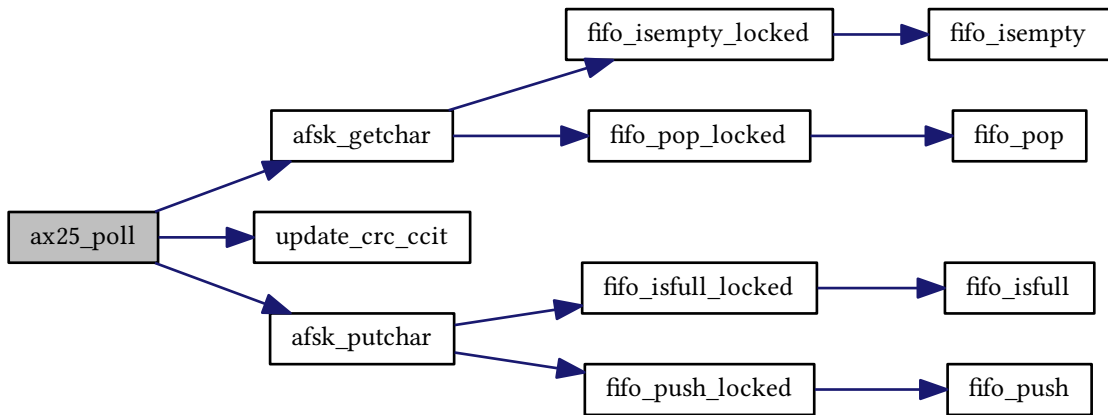 fifo_isempty_locked
fifo_isempty
afsk_getchar
fifo_pop_locked
fifo_pop
ax25_poll
update_crc_ccit
fifo_isfull_locked
fifo_isfull
afsk_putchar
fifo_push_locked
fifo_push